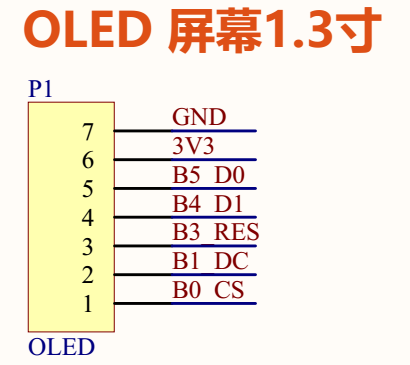 OLED 屏幕1.3寸
P1
7 GND
6 3V3
5 B5_D0
4 B4_D1
3 B3_RES
2 B1_DC
1 B0_CS
OLED